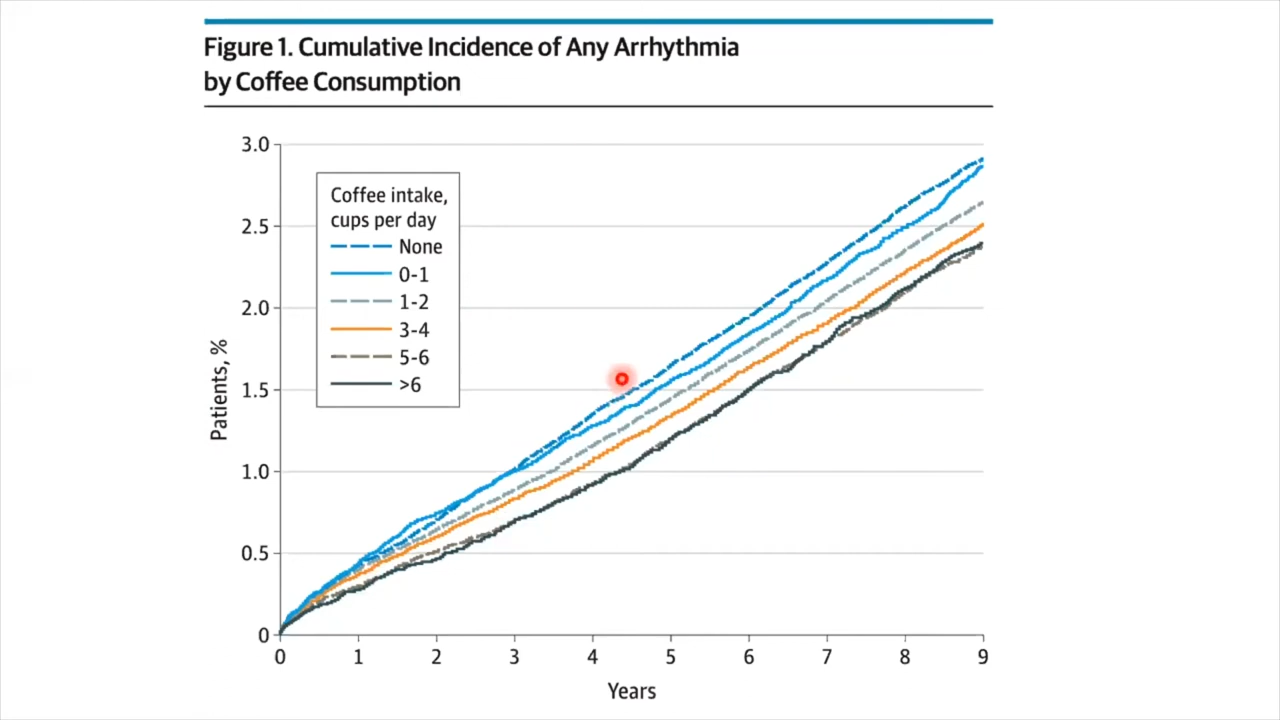 Figure 1. Cumulative Incidence of Any Arrhythmia
by Coffee Consumption
3.0
2.5
2.0
1.5
1.0
0.5
0
Patients, %
Coffee intake,
cups per day
None
0-1
1-2
3-4
5-6
>6
0 1 2 3 4 5 6 7 8 9
Years